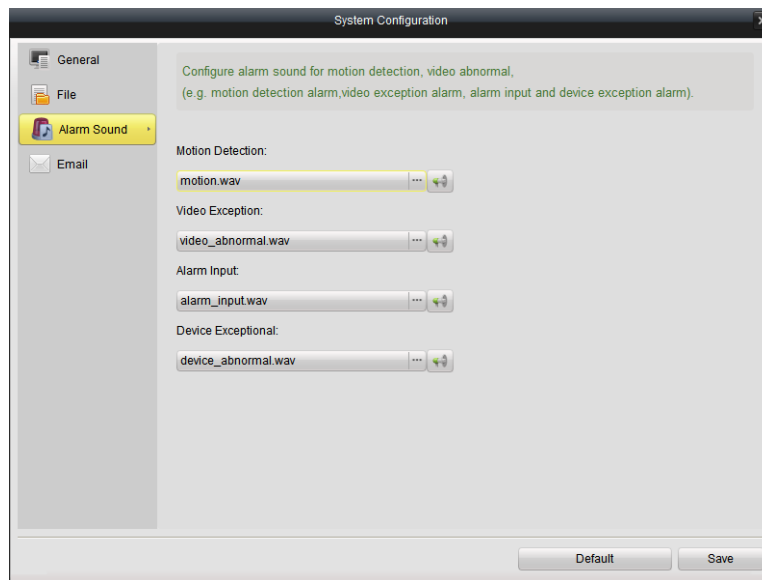 System Configuration
General
File
Alarm Sound
Email
Configure alarm sound for motion detection, video abnormal,
(e.g. motion detection alarm,video exception alarm, alarm input and device exception alarm).
Motion Detection:
motion.wav
Video Exception:
video_abnormal.wav
Alarm Input:
alarm_input.wav
Device Exceptional:
device_abnormal.wav
Default
Save